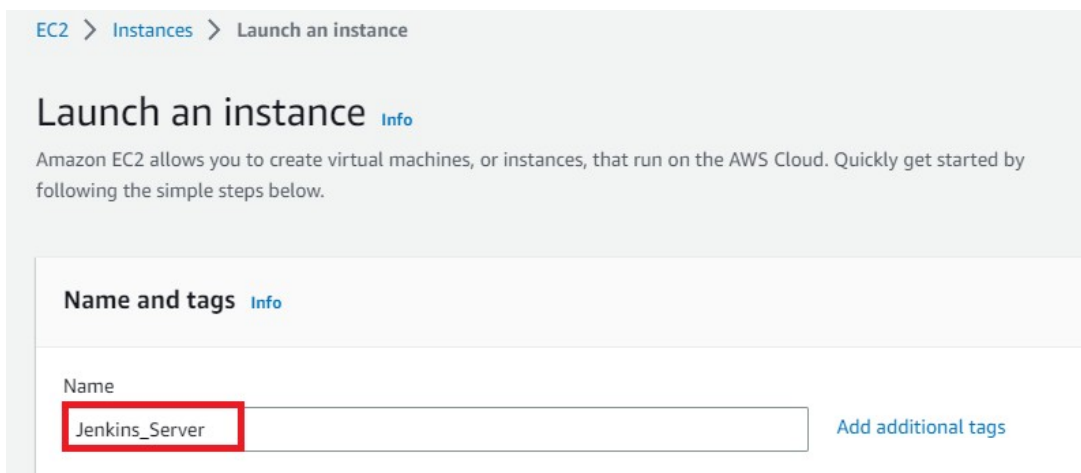 EC2 > Instances > Launch an instance
Launch an instance Info
Amazon EC2 allows you to create virtual machines, or instances, that run on the AWS Cloud. Quickly get started by
following the simple steps below.
Name and tags Info
Name
Jenkins_Server Add additional tags